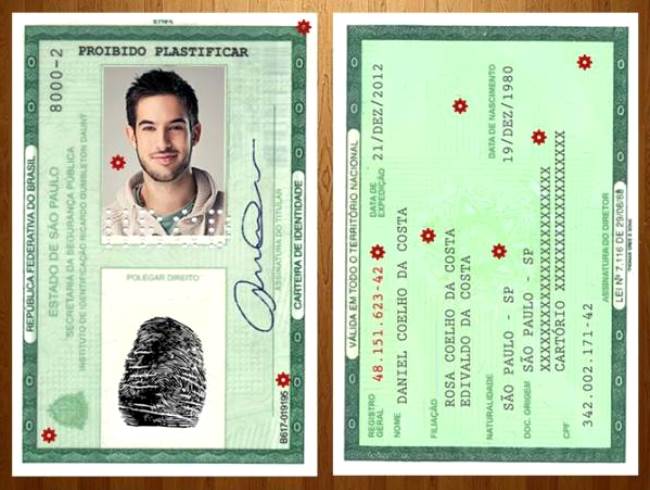 PROIBIDO PLASTIFICAR
8000-2
REPÚBLICA FEDERATIVA DO BRASIL
ESTADO DE SÃO PAULO
SECRETARIA DA SEGURANÇA PÚBLICA
INSTITUTO DE IDENTIFICAÇÃO RICARDO GUMBLETON DAUNT
POLEGAR DIREITO
ASSINATURA DO TITULAR
CARTEIRA DE IDENTIDADE
B617-019195
VÁLIDA EM TODO O TERRITÓRIO NACIONAL
REGISTRO GERAL 48.151.623-42
DATA DE EXPEDIÇÃO 21/DEZ/2012
NOME DANIEL COELHO DA COSTA
FILIAÇÃO
ROSA COELHO DA COSTA
EDIVALDO DA COSTA
NATURALIDADE SÃO PAULO - SP
DATA DE NASCIMENTO 19/DEZ/1980
DOC. ORIGEM SÃO PAULO - SP
XXXXXXXXXXXXXXXXXXXXXX
CARTÓRIO XXXXXXXXXXXXXXXXX
CPF 342.002.171-42
ASSINATURA DO DIRETOR
LEI Nº 7.116 DE 29/08/83